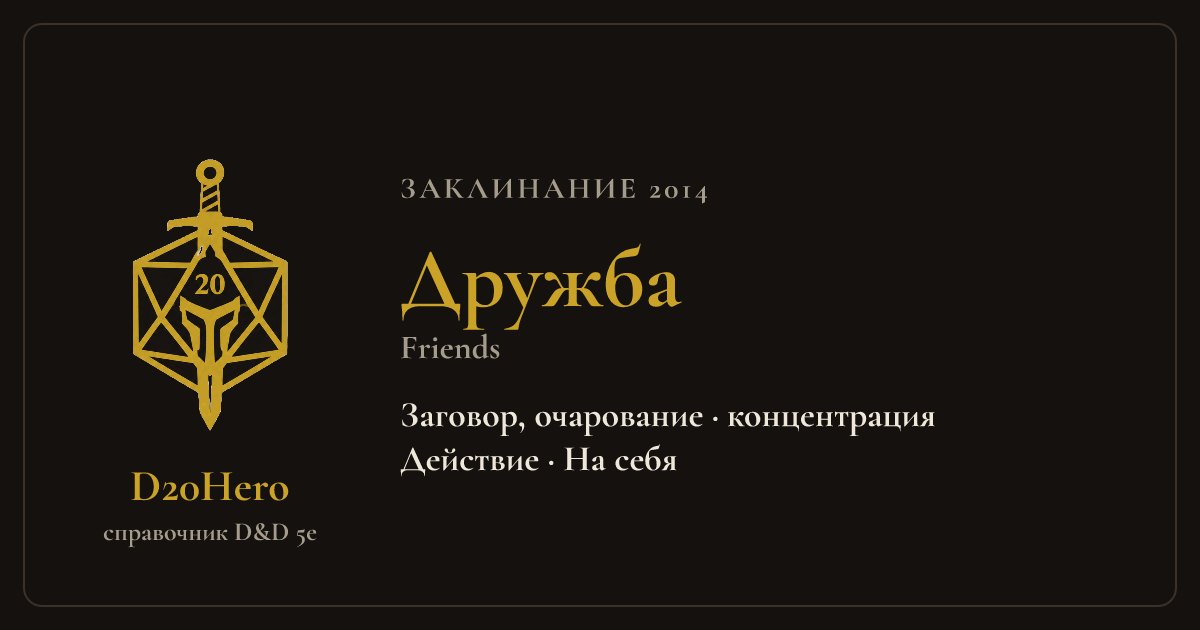 20
D20Hero
справочник D&D 5e
ЗАКЛИНАНИЕ 2014
Дружба
Friends
Заговор, очарование · концентрация
Действие · На себя